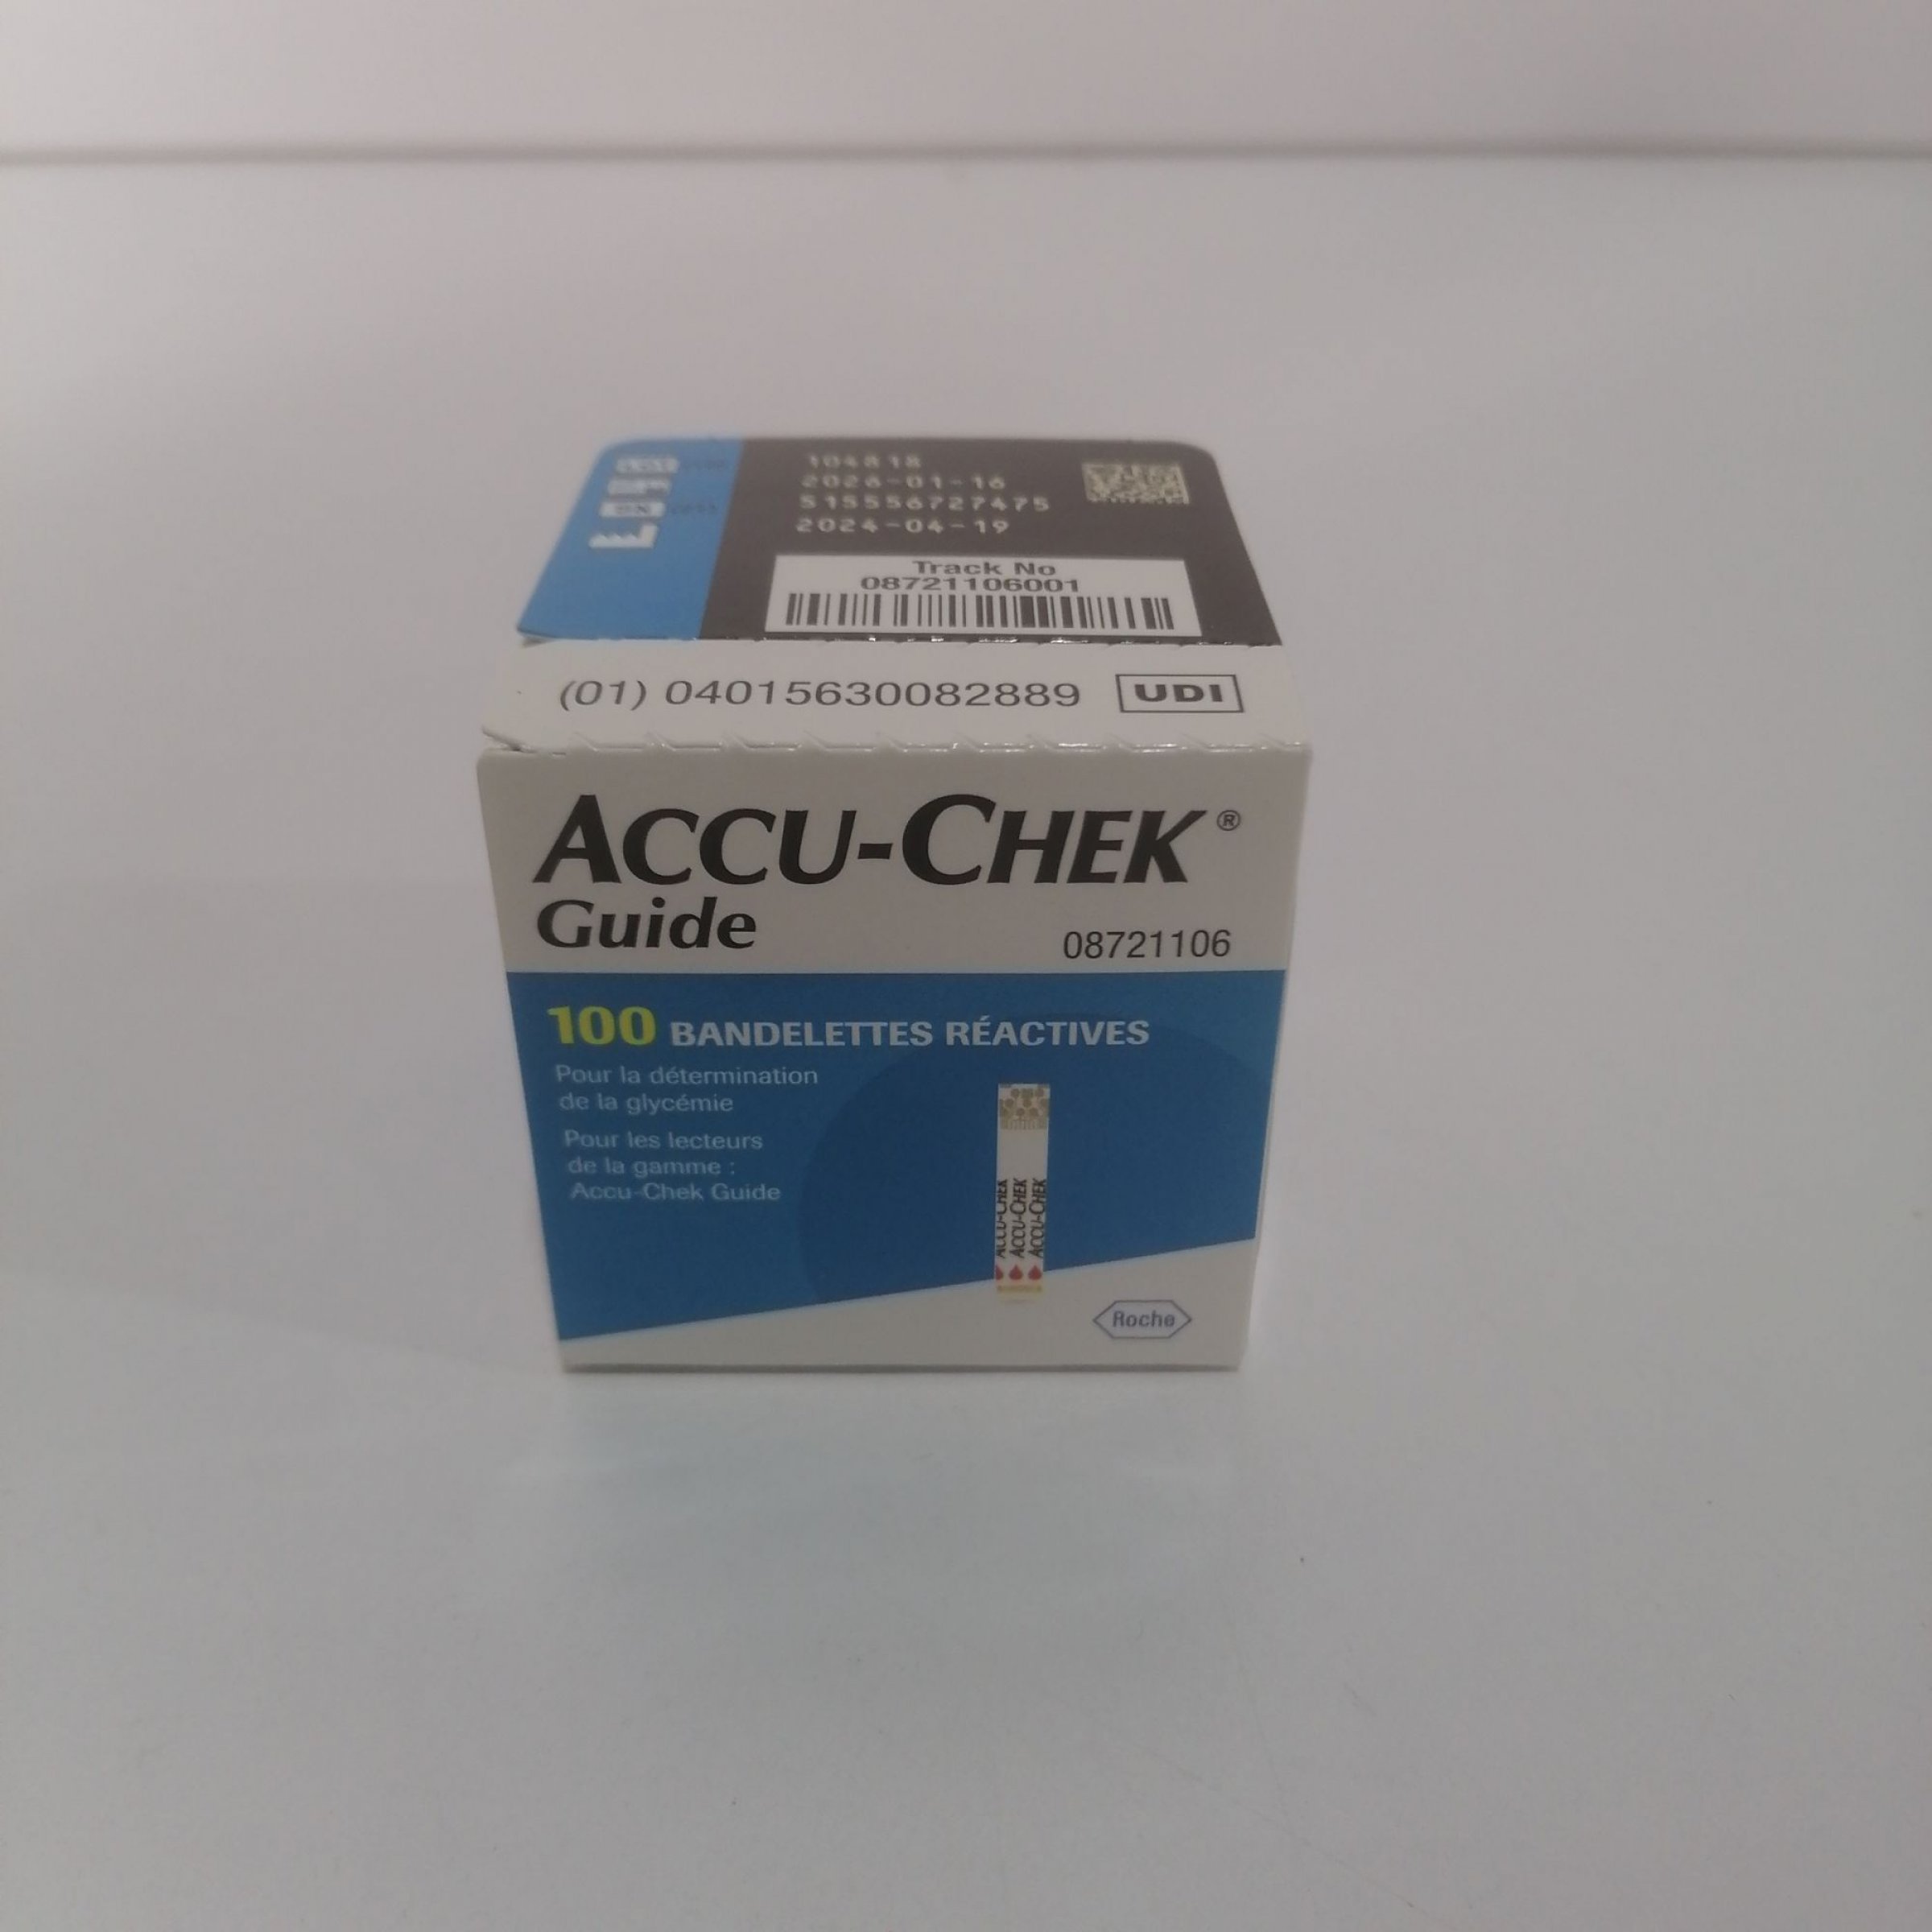 LOT
SN
104818
2026-01-16
515556727475
2024-04-19
Track No
08721106001
(01) 04015630082889 UDI
ACCU-CHEK®
Guide
08721106
100 BANDELETTES RÉACTIVES
Pour la détermination
de la glycémie
Pour les lecteurs
de la gamme :
Accu-Chek Guide
ACCU-CHEK
ACCU-CHEK
ACCU-CHEK
Roche